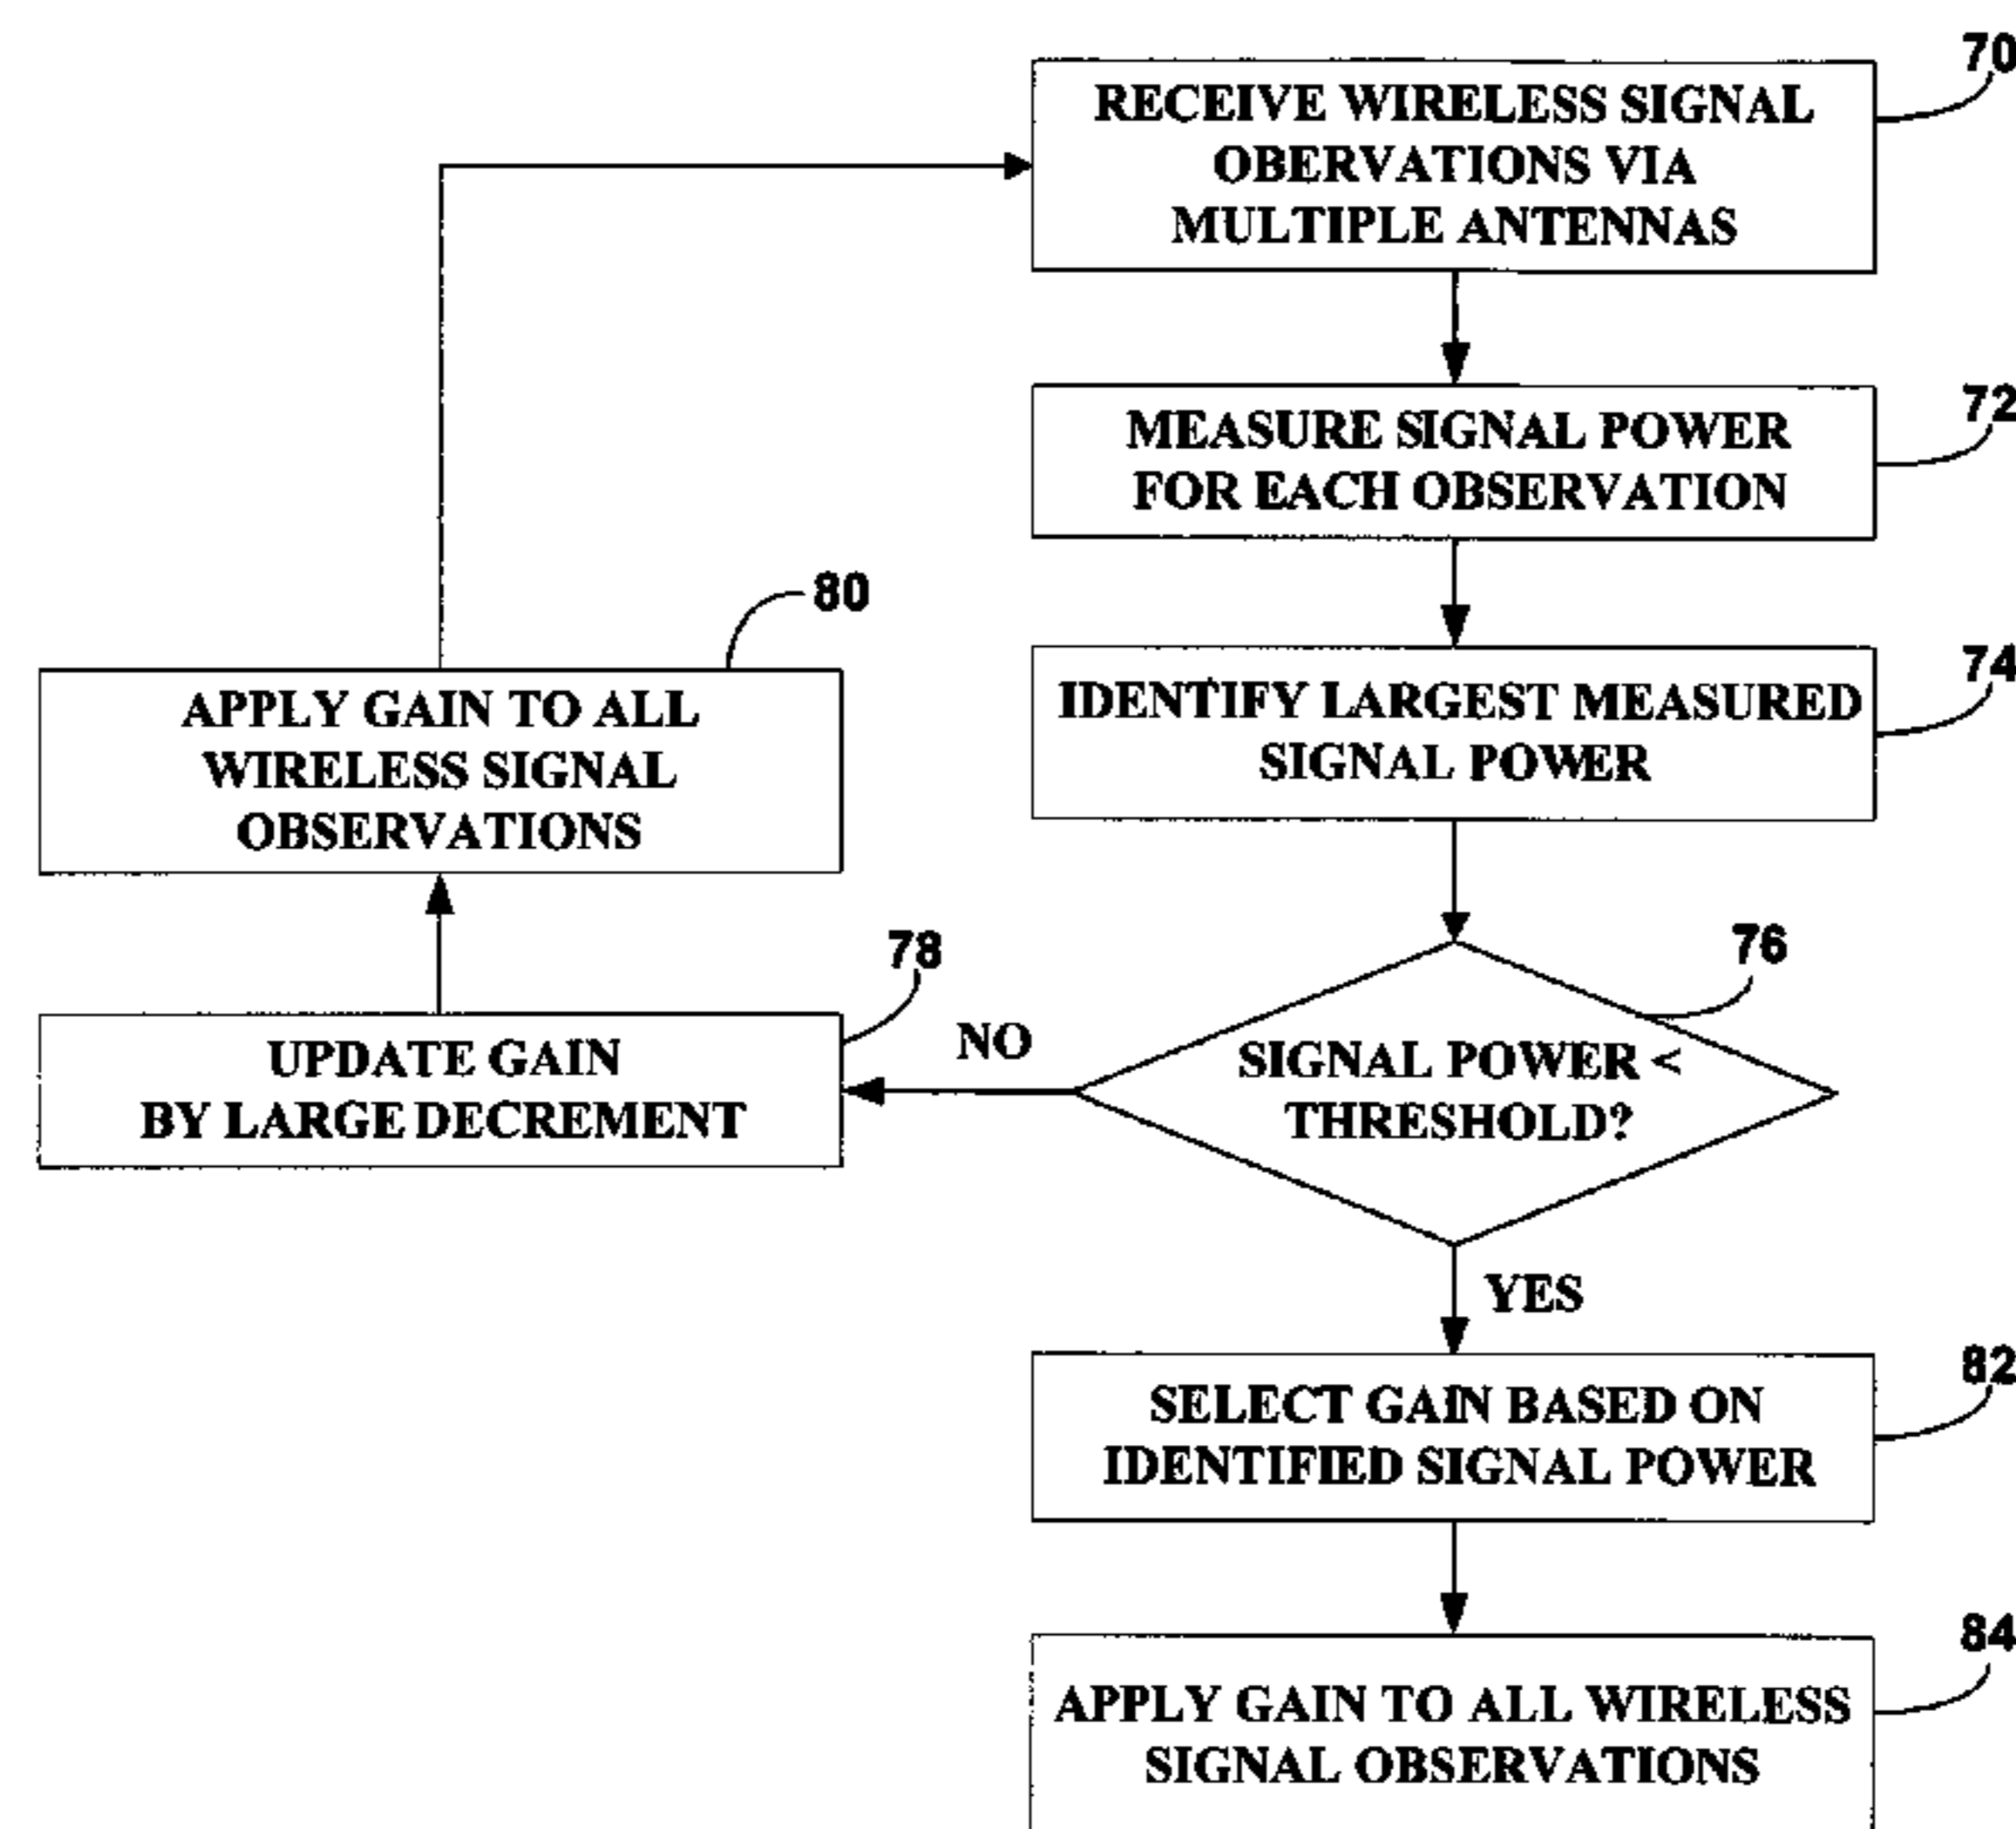 70
RECEIVE WIRELESS SIGNAL
OBERVATIONS VIA
MULTIPLE ANTENNAS
72
MEASURE SIGNAL POWER
FOR EACH OBSERVATION
74
IDENTIFY LARGEST MEASURED
SIGNAL POWER
80
APPLY GAIN TO ALL
WIRELESS SIGNAL
OBSERVATIONS
76
SIGNAL POWER <
THRESHOLD?
NO
78
UPDATE GAIN
BY LARGE DECREMENT
YES
82
SELECT GAIN BASED ON
IDENTIFIED SIGNAL POWER
84
APPLY GAIN TO ALL WIRELESS
SIGNAL OBSERVATIONS